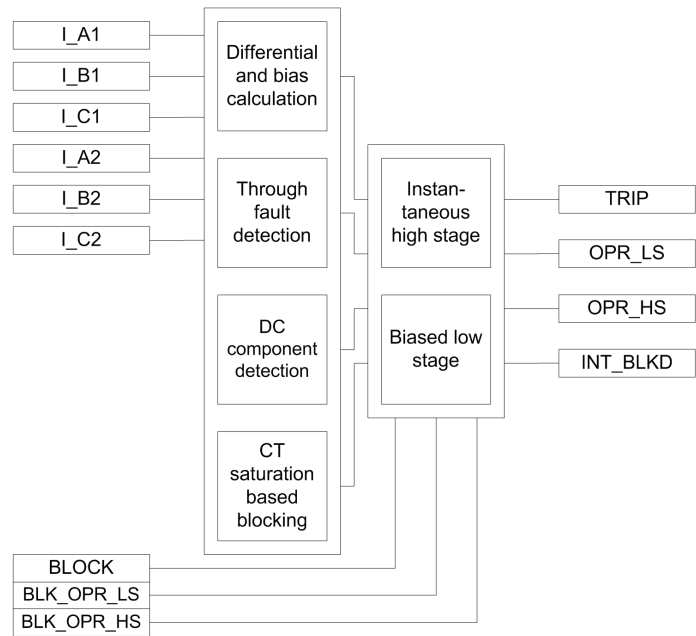 I_A1
I_B1
I_C1
I_A2
I_B2
I_C2
Differential
and bias
calculation
Through
fault
detection
DC
component
detection
CT
saturation
based
blocking
Instan-
taneous
high stage
Biased low
stage
TRIP
OPR_LS
OPR_HS
INT_BLKD
BLOCK
BLK_OPR_LS
BLK_OPR_HS